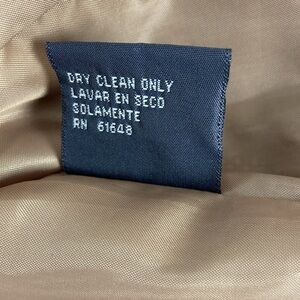 DRY CLEAN ONLY
LAVAR EN SECO
SOLAMENTE
RN 61648